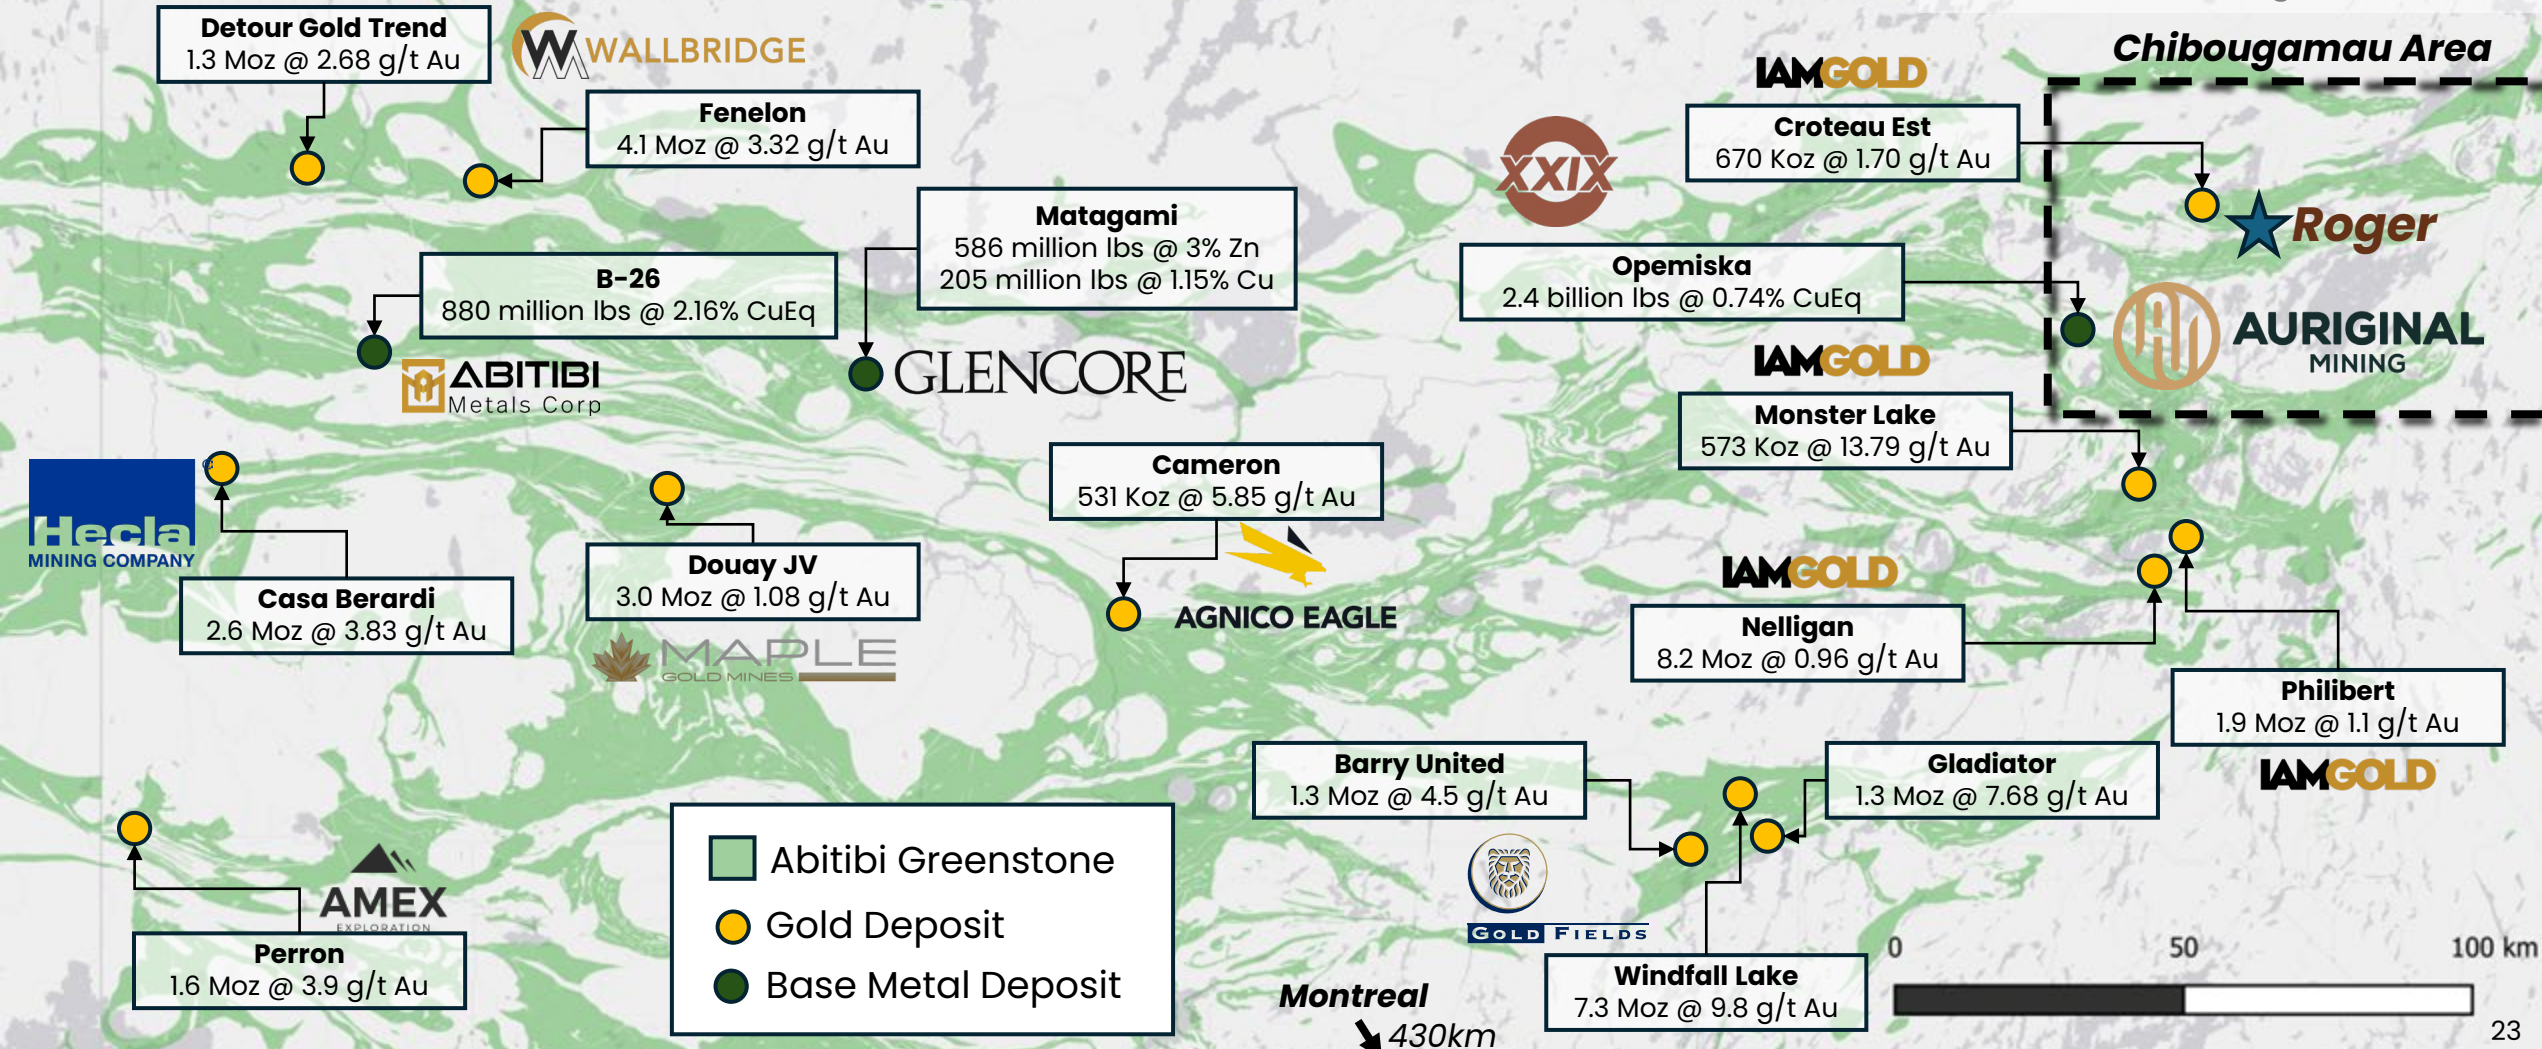 Detour Gold Trend
1.3 Moz @ 2.68 g/t Au
WALLBRIDGE
Fenelon
4.1 Moz @ 3.32 g/t Au
Matagami
586 million lbs @ 3% Zn
205 million lbs @ 1.15% Cu
B-26
880 million lbs @ 2.16% CuEq
ABITIBI
Metals Corp
GLENCORE
Chibougamau Area
IAMGOLD
Croteau Est
670 Koz @ 1.70 g/t Au
XXIX
Roger
Opemiska
2.4 billion lbs @ 0.74% CuEq
AURIGINAL
MINING
IAMGOLD
Monster Lake
573 Koz @ 13.79 g/t Au
Hecla
MINING COMPANY
Casa Berardi
2.6 Moz @ 3.83 g/t Au
Douay JV
3.0 Moz @ 1.08 g/t Au
MAPLE
GOLD MINES
Cameron
531 Koz @ 5.85 g/t Au
AGNICO EAGLE
IAMGOLD
Nelligan
8.2 Moz @ 0.96 g/t Au
Philibert
1.9 Moz @ 1.1 g/t Au
IAMGOLD
Barry United
1.3 Moz @ 4.5 g/t Au
Gladiator
1.3 Moz @ 7.68 g/t Au
GOLD FIELDS
Windfall Lake
7.3 Moz @ 9.8 g/t Au
AMEX
EXPLORATION
Perron
1.6 Moz @ 3.9 g/t Au
Abitibi Greenstone
Gold Deposit
Base Metal Deposit
Montreal
430km
0 50 100 km
23